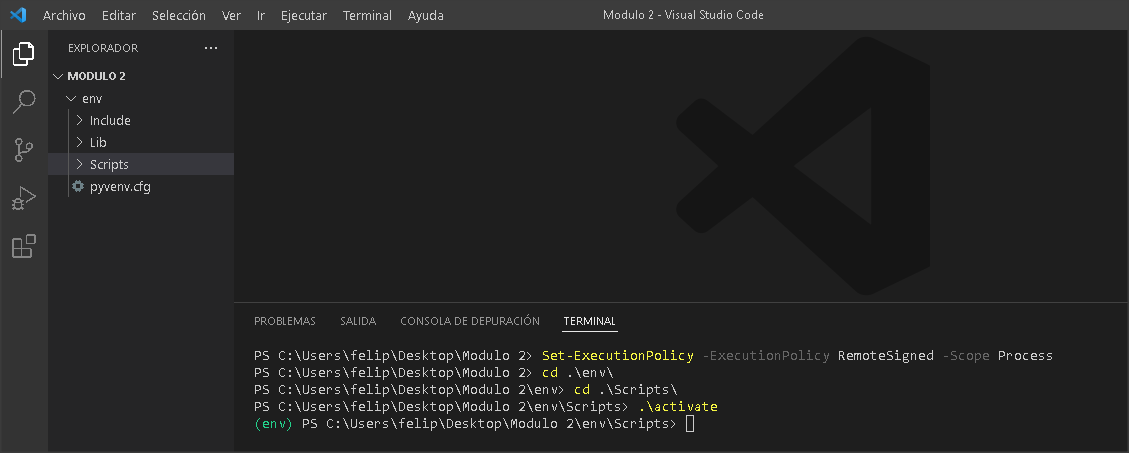 Archivo Editar Selección Ver Ir Ejecutar Terminal Ayuda Modulo 2 - Visual Studio Code
EXPLORADOR ...
MODULO 2
env
Include
Lib
Scripts
pyvenv.cfg
PROBLEMAS SALIDA CONSOLA DE DEPURACIÓN TERMINAL
PS C:\Users\felip\Desktop\Modulo 2> Set-ExecutionPolicy -ExecutionPolicy RemoteSigned -Scope Process
PS C:\Users\felip\Desktop\Modulo 2> cd .\env\
PS C:\Users\felip\Desktop\Modulo 2\env> cd .\Scripts\
PS C:\Users\felip\Desktop\Modulo 2\env\Scripts> .\activate
(env) PS C:\Users\felip\Desktop\Modulo 2\env\Scripts>